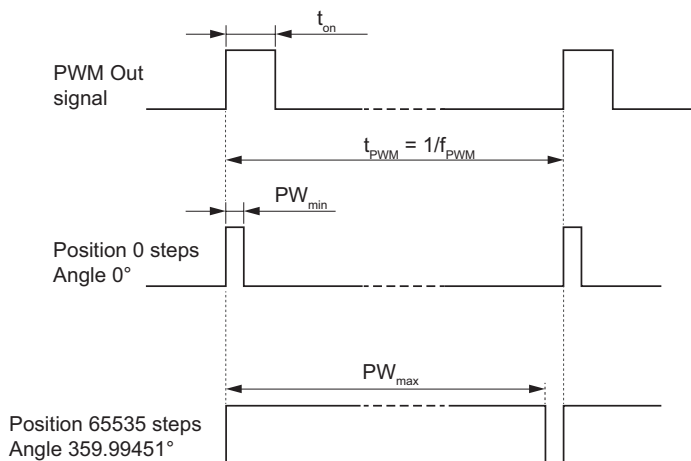 t_on
PWM Out
signal
t_PWM = 1/f_PWM
PW_min
Position 0 steps
Angle 0°
PW_max
Position 65535 steps
Angle 359.99451°